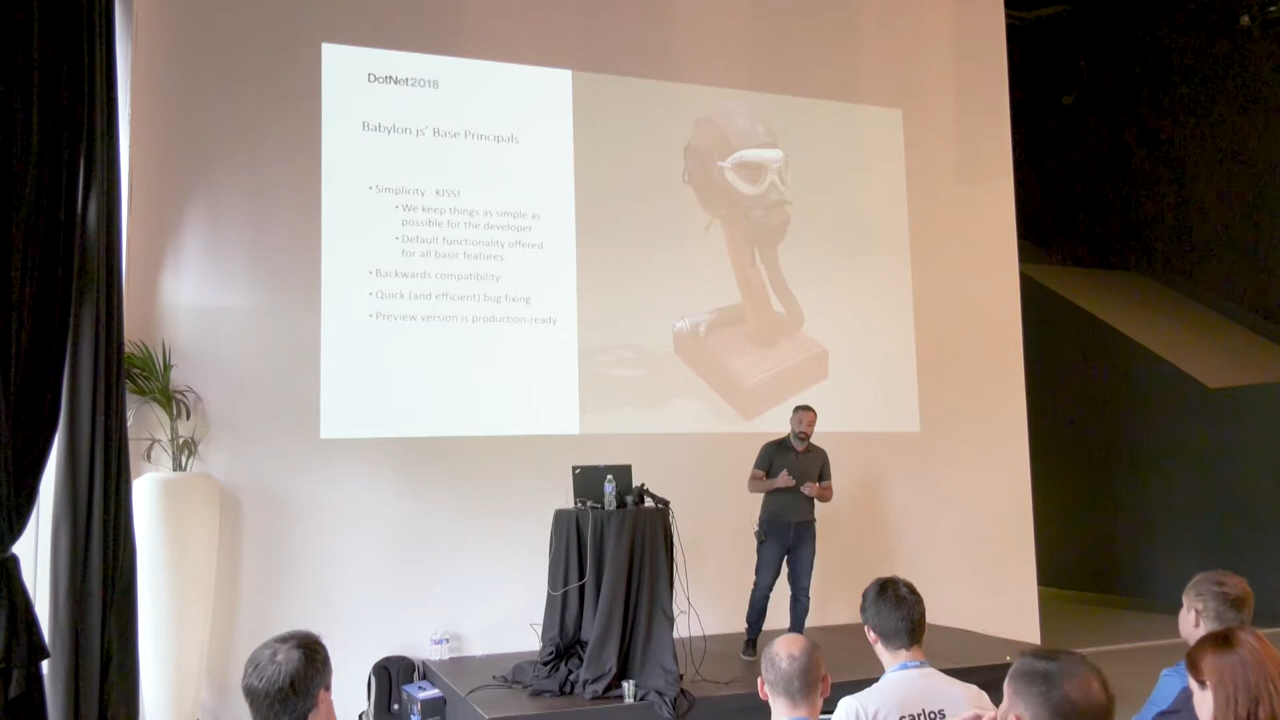 DotNet2018
Babylon.js' Base Principals
• Simplicity - KISS!
• We keep things as simple as
possible for the developer
• Default functionality offered
for all basic features
• Backwards compatibility
• Quick (and efficient) bug fixing
• Preview version is production-ready
carlos